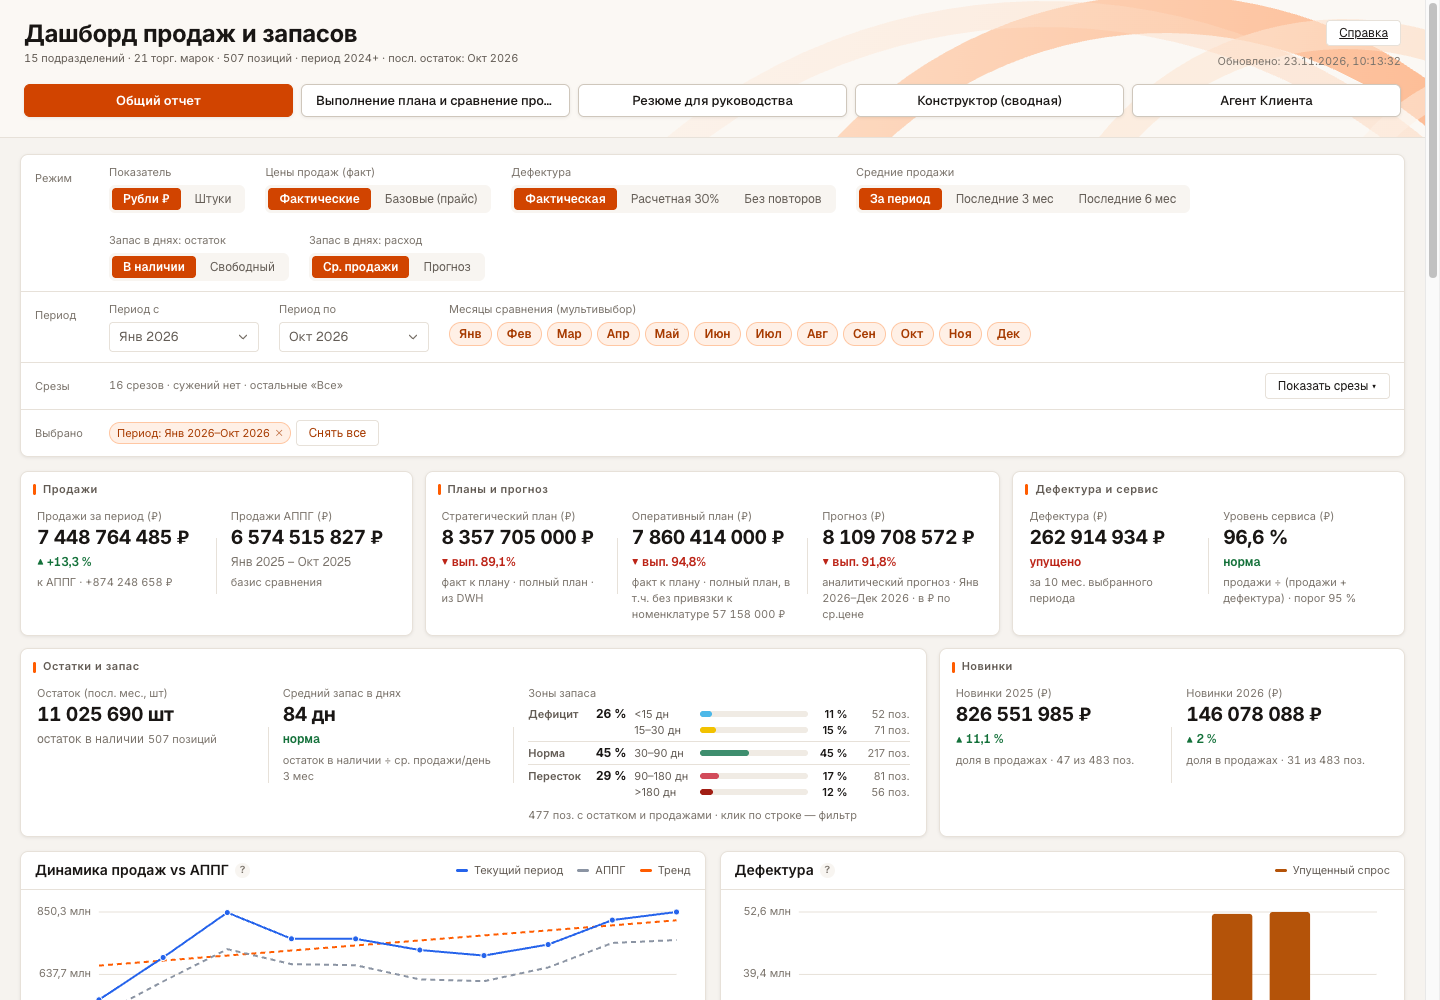 Дашборд продаж и запасов
15 подразделений · 21 торг. марок · 507 позиций · период 2024+ · посл. остаток: Окт 2026
Справка
Обновлено: 23.11.2026, 10:13:32
Общий отчет
Выполнение плана и сравнение про...
Резюме для руководства
Конструктор (сводная)
Агент Клиента
Режим
Показатель
Рубли ₽ Штуки
Цены продаж (факт)
Фактические Базовые (прайс)
Дефектура
Фактическая Расчетная 30% Без повторов
Средние продажи
За период Последние 3 мес Последние 6 мес
Запас в днях: остаток
В наличии Свободный
Запас в днях: расход
Ср. продажи Прогноз
Период
Период с
Янв 2026
Период по
Окт 2026
Месяцы сравнения (мультивыбор)
Янв Фев Мар Апр Май Июн Июл Авг Сен Окт Ноя Дек
Срезы
16 срезов · сужений нет · остальные «Все»
Показать срезы ▾
Выбрано
Период: Янв 2026–Окт 2026 ×
Снять все
Продажи
Продажи за период (₽)
7 448 764 485 ₽
▲ +13,3 %
к АППГ · +874 248 658 ₽
Продажи АППГ (₽)
6 574 515 827 ₽
Янв 2025 – Окт 2025
базис сравнения
Планы и прогноз
Стратегический план (₽)
8 357 705 000 ₽
▼ вып. 89,1%
факт к плану · полный план ·
из DWH
Оперативный план (₽)
7 860 414 000 ₽
▼ вып. 94,8%
факт к плану · полный план, в
т.ч. без привязки к
номенклатуре 57 158 000 ₽
Прогноз (₽)
8 109 708 572 ₽
▼ вып. 91,8%
аналитический прогноз · Янв
2026–Дек 2026 · в ₽ по
ср.цене
Дефектура и сервис
Дефектура (₽)
262 914 934 ₽
упущено
за 10 мес. выбранного
периода
Уровень сервиса (₽)
96,6 %
норма
продажи ÷ (продажи +
дефектура) · порог 95 %
Остатки и запас
Остаток (посл. мес., шт)
11 025 690 шт
остаток в наличии 507 позиций
Средний запас в днях
84 дн
норма
остаток в наличии ÷ ср. продажи/день
3 мес
Зоны запаса
Дефицит 26 % <15 дн 11 % 52 поз.
15–30 дн 15 % 71 поз.
Норма 45 % 30–90 дн 45 % 217 поз.
Пересток 29 % 90–180 дн 17 % 81 поз.
>180 дн 12 % 56 поз.
477 поз. с остатком и продажами · клик по строке — фильтр
Новинки
Новинки 2025 (₽)
826 551 985 ₽
▲ 11,1 %
доля в продажах · 47 из 483 поз.
Новинки 2026 (₽)
146 078 088 ₽
▲ 2 %
доля в продажах · 31 из 483 поз.
Динамика продаж vs АППГ ?
Текущий период АППГ Тренд
850,3 млн
637,7 млн
Дефектура ?
Упущенный спрос
52,6 млн
39,4 млн